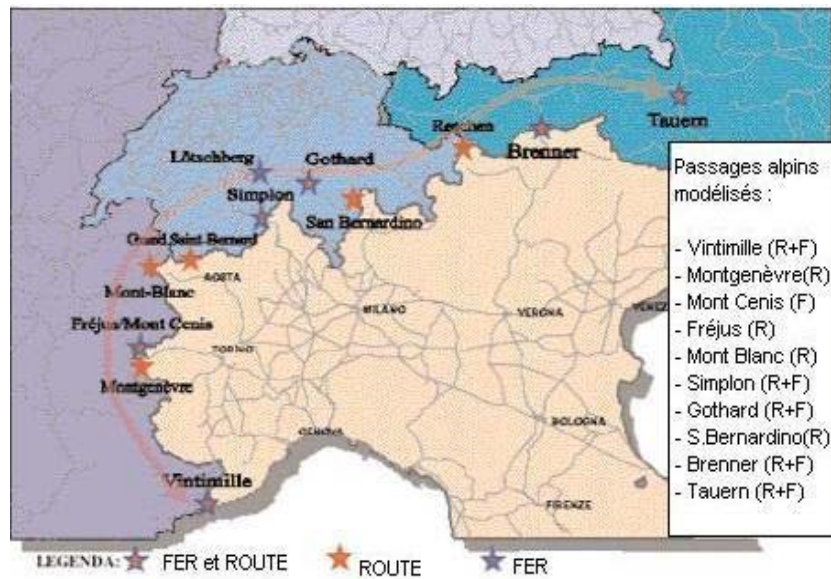 Tauern
Reschen
Brenner
Lötschberg
Gothard
Simplon
San Bernardino
Grand Saint-Bernard
AOSTA
Mont-Blanc
MILANO
VERONA
Fréjus/Mont Cenis
TORINO
Montgenèvre
GENOVA
BOLOGNA
Vintimille
FIRENZE
Passages alpins
modélisés :
- Vintimille (R+F)
- Montgenèvre(R)
- Mont Cenis (F)
- Fréjus (R)
- Mont Blanc (R)
- Simplon (R+F)
- Gothard (R+F)
- S.Bernardino(R)
- Brenner (R+F)
- Tauern (R+F)
LEGENDA: FER et ROUTE ROUTE FER